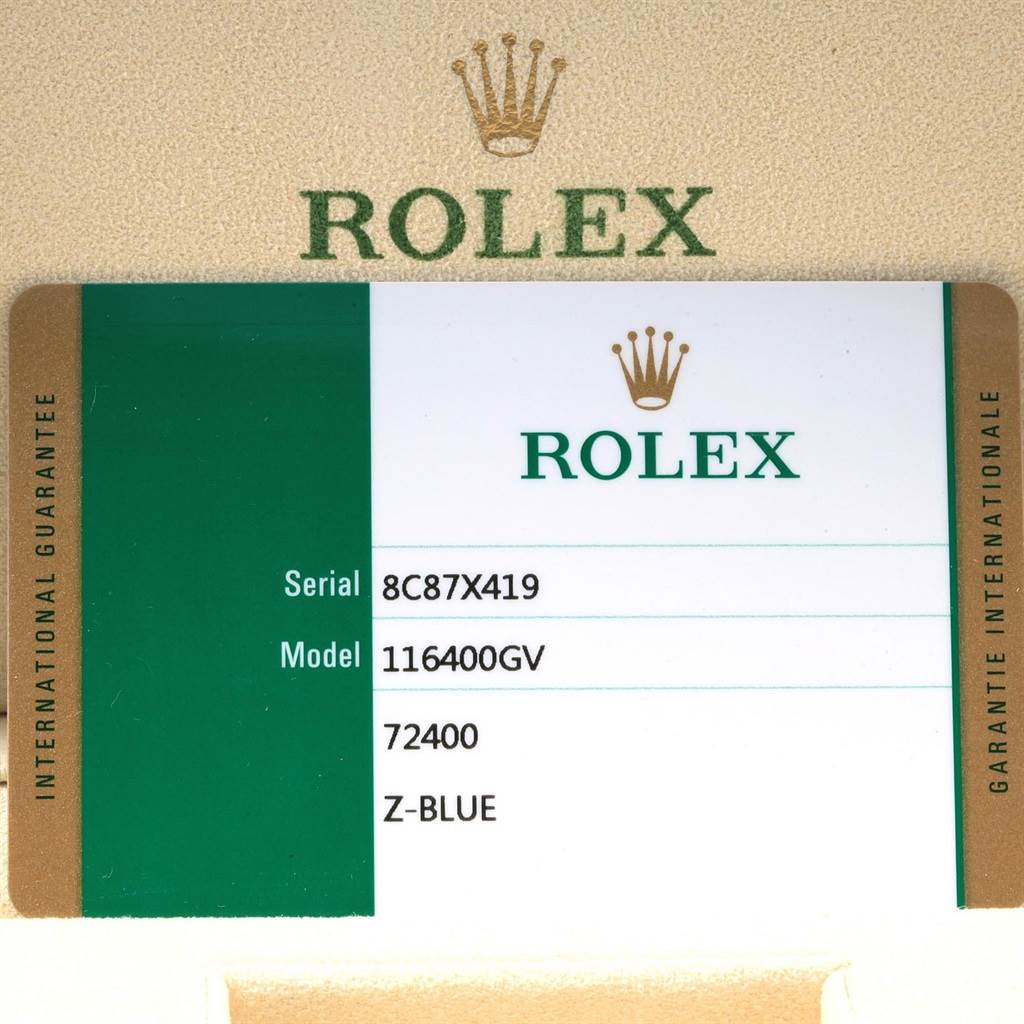 ROLEX
ROLEX
INTERNATIONAL GUARANTEE
Serial 8C87X419
Model 116400GV
72400
Z-BLUE
GARANTIE INTERNATIONALE